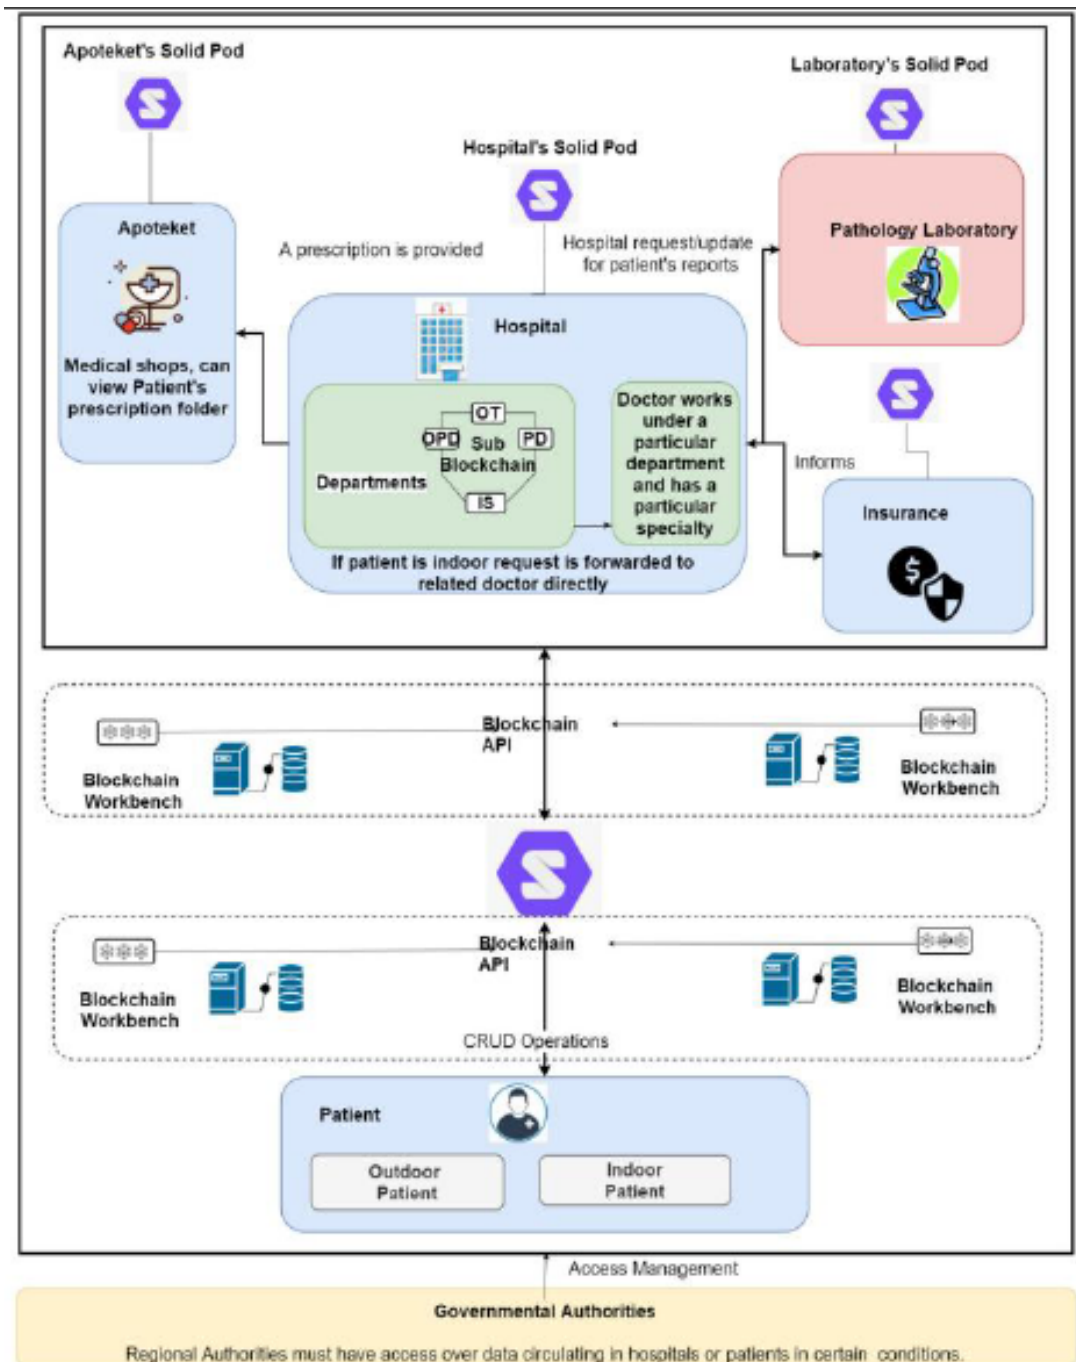 Apoteket's Solid Pod
Laboratory's Solid Pod
Hospital's Solid Pod
Apoteket
A prescription is provided
Hospital request/update
for patient's reports
Pathology Laboratory
Hospital
Medical shops, can
view Patient's
prescription folder
Departments
OT
OPD
PD
Sub
Blockchain
IS
Doctor works
under a
particular
department
and has a
particular
specialty
If patient is indoor request is forwarded to
related doctor directly
Informs
Insurance
Blockchain
API
Blockchain
Workbench
Blockchain
Workbench
Blockchain
API
Blockchain
Workbench
Blockchain
Workbench
CRUD Operations
Patient
Outdoor
Patient
Indoor
Patient
Access Management
Governmental Authorities
Regional Authorities must have access over data circulating in hospitals or patients in certain conditions.